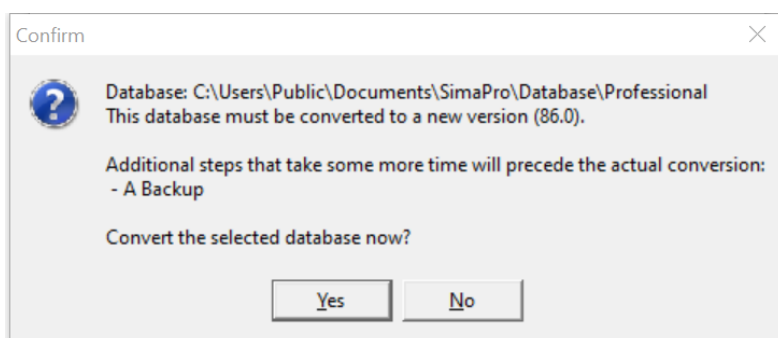 Confirm
Database: C:\Users\Public\Documents\SimaPro\Database\Professional
This database must be converted to a new version (86.0).
Additional steps that take some more time will precede the actual conversion:
- A Backup
Convert the selected database now?
Yes
No